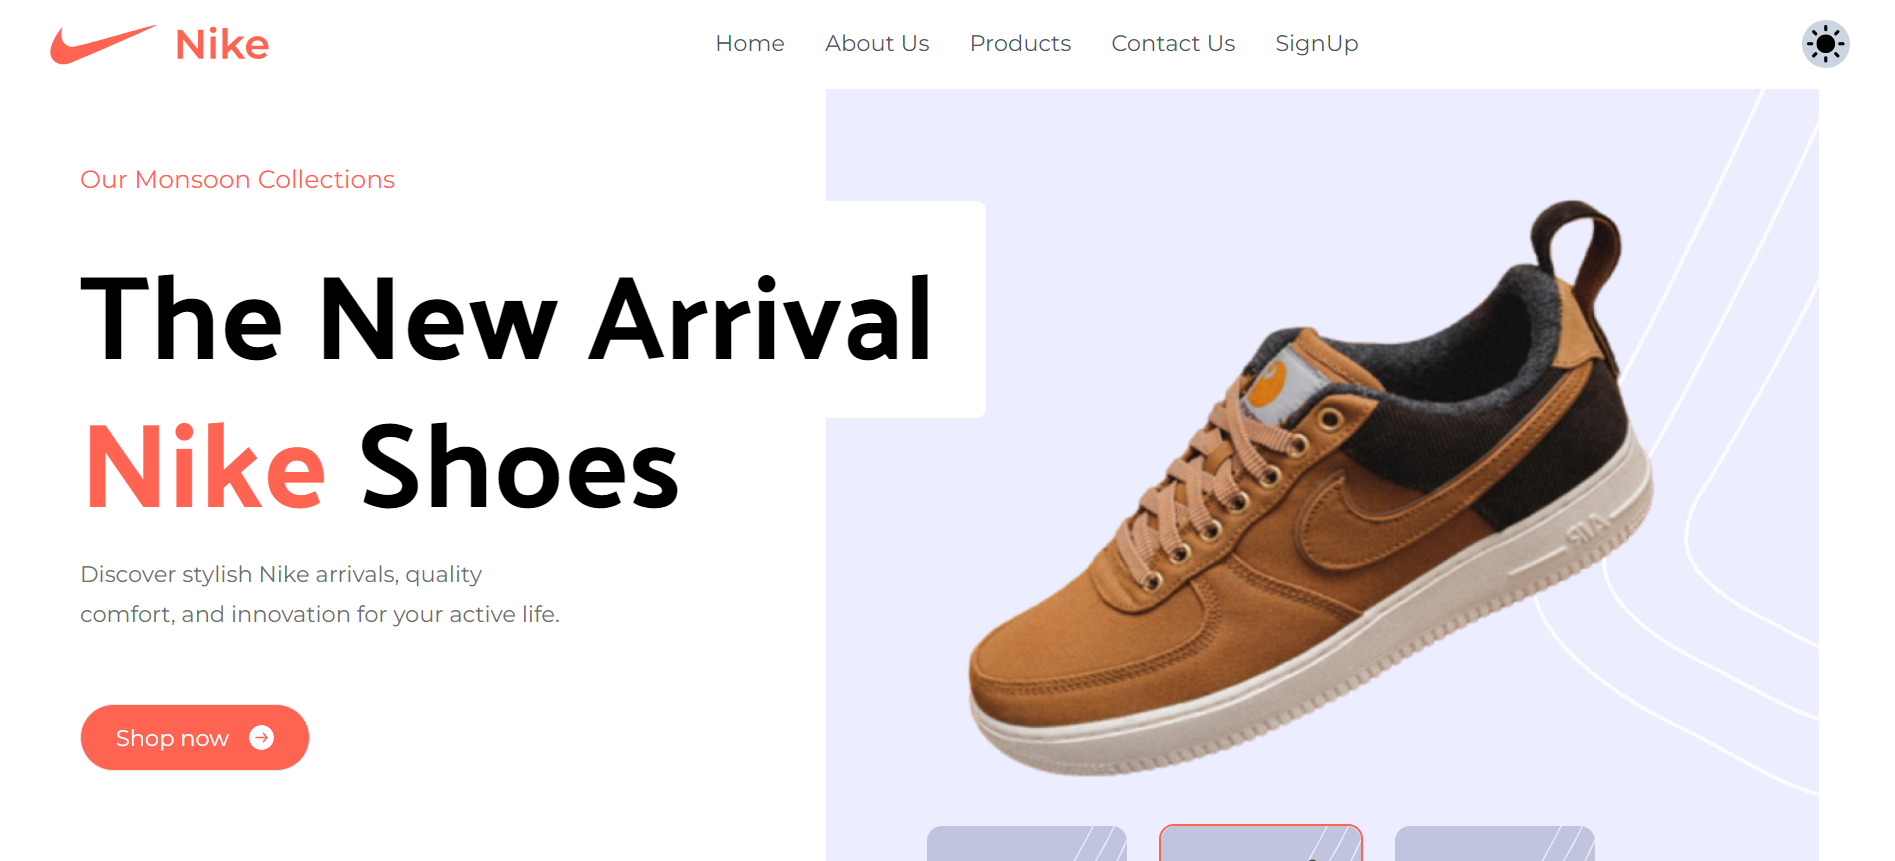 Nike
Home About Us Products Contact Us SignUp
Our Monsoon Collections
The New Arrival
Nike Shoes
Discover stylish Nike arrivals, quality
comfort, and innovation for your active life.
Shop now
AIR